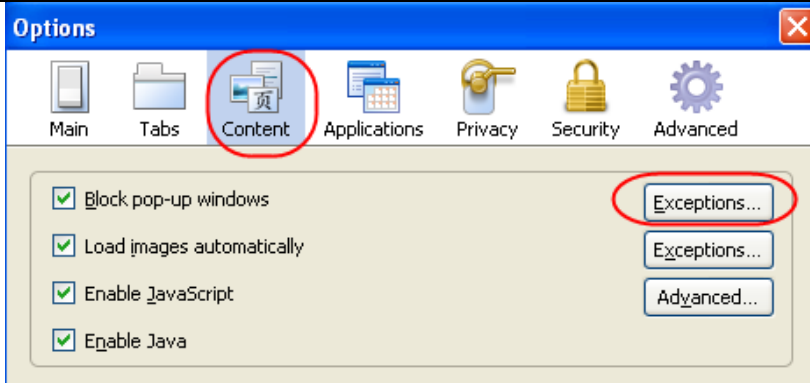 Options
Main Tabs Content Applications Privacy Security Advanced
页
Block pop-up windows Exceptions...
Load images automatically Exceptions...
Enable JavaScript Advanced...
Enable Java